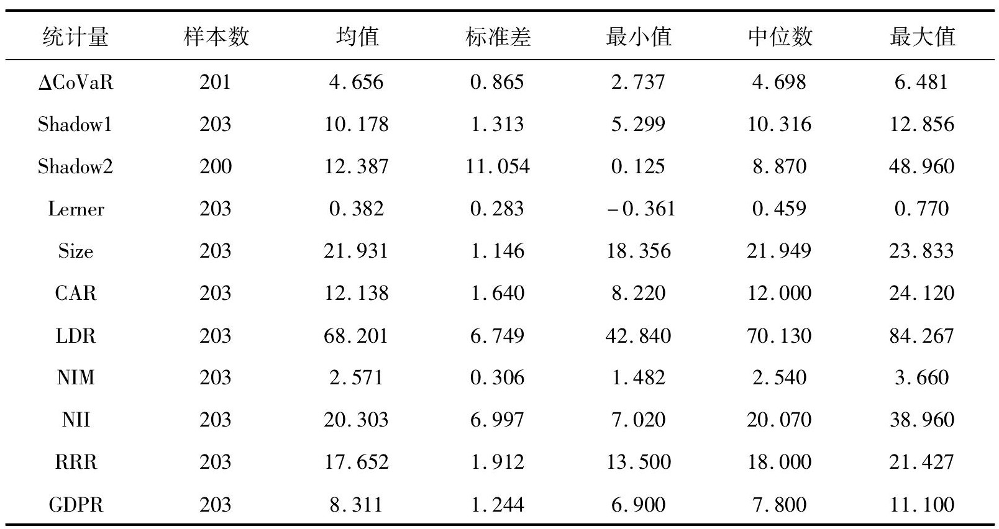 统计量 样本数 均值 标准差 最小值 中位数 最大值
ΔCoVaR 201 4.656 0.865 2.737 4.698 6.481
Shadow1 203 10.178 1.313 5.299 10.316 12.856
Shadow2 200 12.387 11.054 0.125 8.870 48.960
Lerner 203 0.382 0.283 -0.361 0.459 0.770
Size 203 21.931 1.146 18.356 21.949 23.833
CAR 203 12.138 1.640 8.220 12.000 24.120
LDR 203 68.201 6.749 42.840 70.130 84.267
NIM 203 2.571 0.306 1.482 2.540 3.660
NII 203 20.303 6.997 7.020 20.070 38.960
RRR 203 17.652 1.912 13.500 18.000 21.427
GDPR 203 8.311 1.244 6.900 7.800 11.100